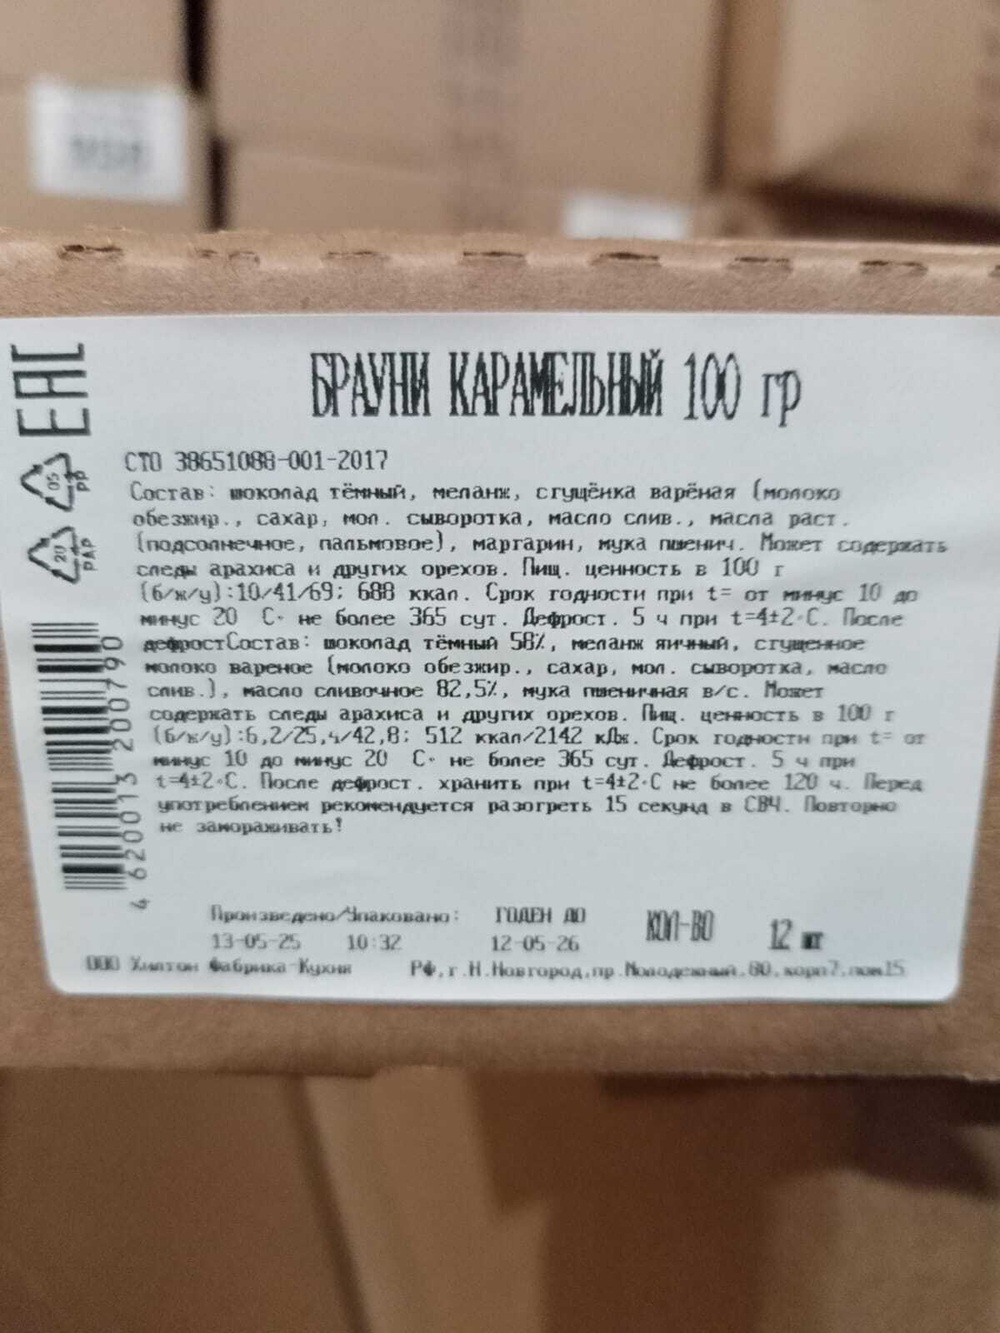 БРАУНИ КАРАМЕЛЬНЫЙ 100 гр
EAC
05
PP
20
PAP
4 620013 200790
СТО 38651088-001-2017
Состав: шоколад тёмный, меланж, сгущёнка варёная (молоко
обезжир., сахар, мол. сыворотка, масло слив., масла раст.
(подсолнечное, пальмовое), маргарин, мука пшенич. Может содержать
следы арахиса и других орехов. Пищ. ценность в 100 г
(б/ж/у):10/41/69; 688 ккал. Срок годности при t= от минус 10 до
минус 20 С· не более 365 сут. Дефрост. 5 ч при t=4±2·С. После
дефростСостав: шоколад тёмный 58%, меланж яичный, сгущенное
молоко вареное (молоко обезжир., сахар, мол. сыворотка, масло
слив.), масло сливочное 82,5%, мука пшеничная в/с. Может
содержать следы арахиса и других орехов. Пищ. ценность в 100 г
(б/ж/у):6,2/25,4/42,8; 512 ккал/2142 кДж. Срок годности при t= от
минус 10 до минус 20 С· не более 365 сут. Дефрост. 5 ч при
t=4±2·С. После дефрост. хранить при t=4±2·С не более 120 ч. Перед
употреблением рекомендуется разогреть 15 секунд в СВЧ. Повторно
не замораживать!
Произведено/Упаковано: ГОДЕН ДО КОЛ-ВО 12 шт
13-05-25 10:32 12-05-26
ООО Хилтон Фабрика-Кухня РФ,г.Н.Новгород,пр.Молодежный,80,корп7,пом15